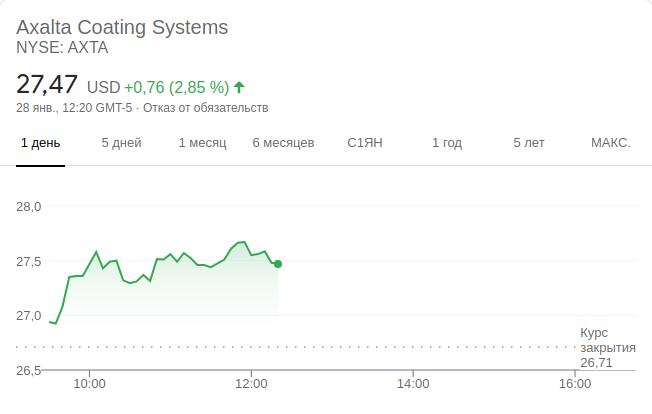 Axalta Coating Systems
NYSE: AXTA
27,47 USD +0,76 (2,85 %)
28 янв., 12:20 GMT-5 · Отказ от обязательств
1 день 5 дней 1 месяц 6 месяцев С1ЯН 1 год 5 лет МАКС.
28,0
27,5
27,0
Курс
закрытия
26,71
26,5
10:00 12:00 14:00 16:00